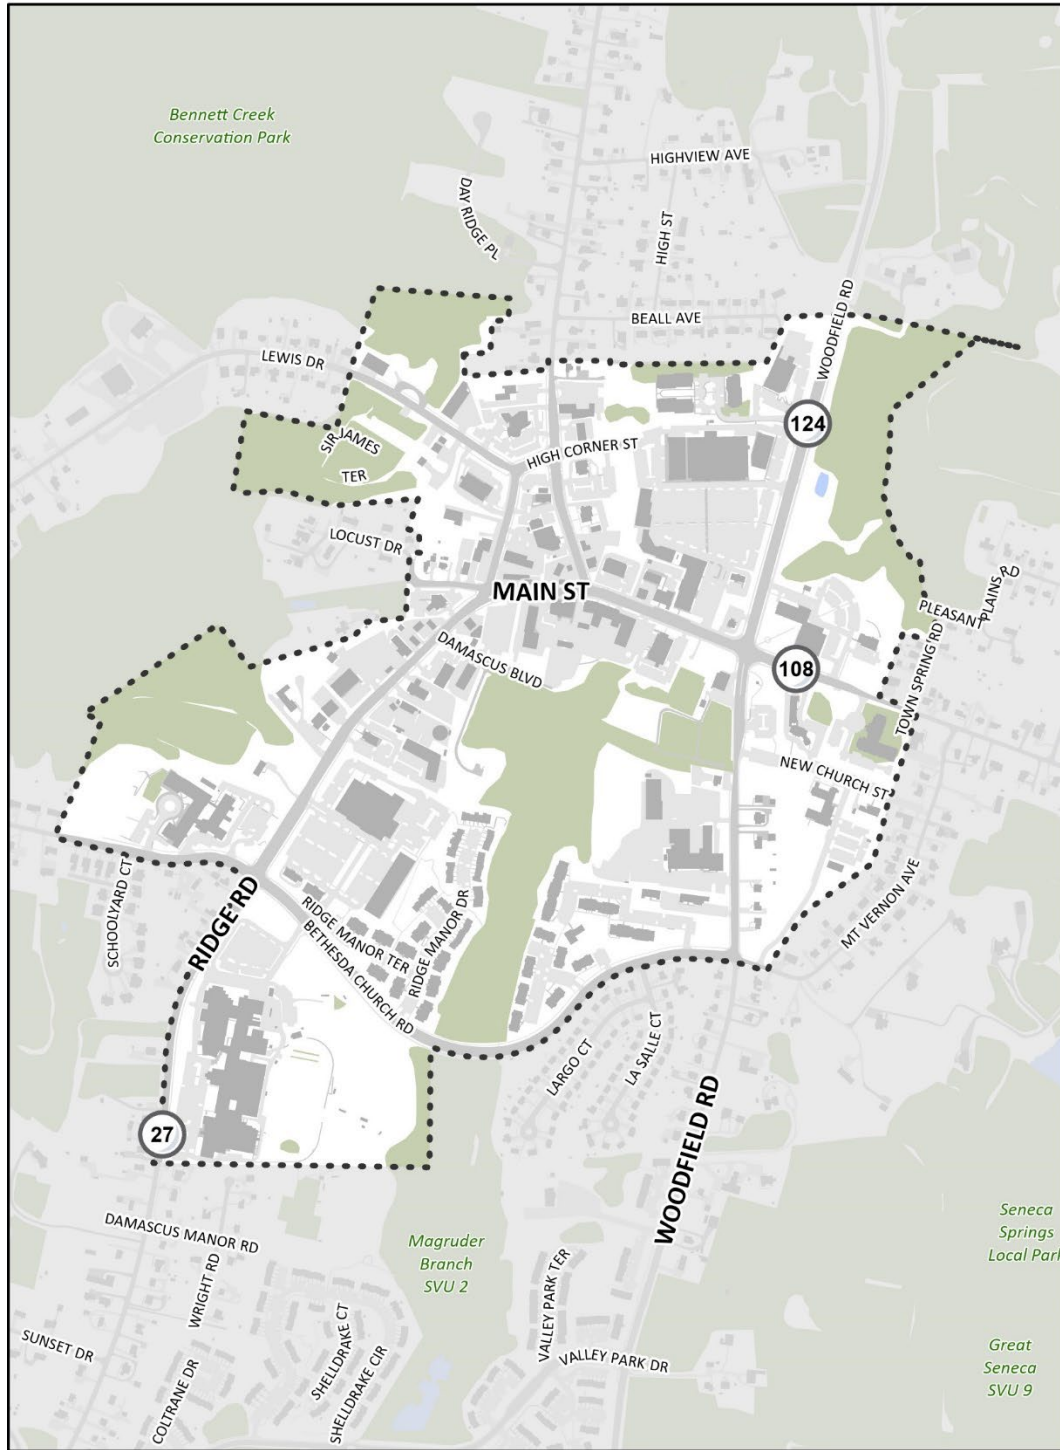 Bennett Creek
Conservation Park
HIGHVIEW AVE
DAY RIDGE PL
HIGH ST
WOODFIELD RD
BEALL AVE
LEWIS DR
124
SIR JAMES
TER
HIGH CORNER ST
LOCUST DR
MAIN ST
PLEASANT
PLAINS RD
DAMASCUS BLVD
108
TOWN SPRING RD
NEW CHURCH ST
SCHOOLYARD CT
RIDGE RD
RIDGE MANOR TER
RIDGE MANOR DR
BETHESDA CHURCH RD
MT VERNON AVE
LARGO CT
LA SALLE CT
27
WOODFIELD RD
DAMASCUS MANOR RD
WRIGHT RD
Magruder
Branch
SVU 2
Seneca
Springs
Local Park
SUNSET DR
COLTRANE DR
SHELLDRAKE CT
SHELLDRAKE CIR
VALLEY PARK TER
VALLEY PARK DR
Great
Seneca
SVU 9